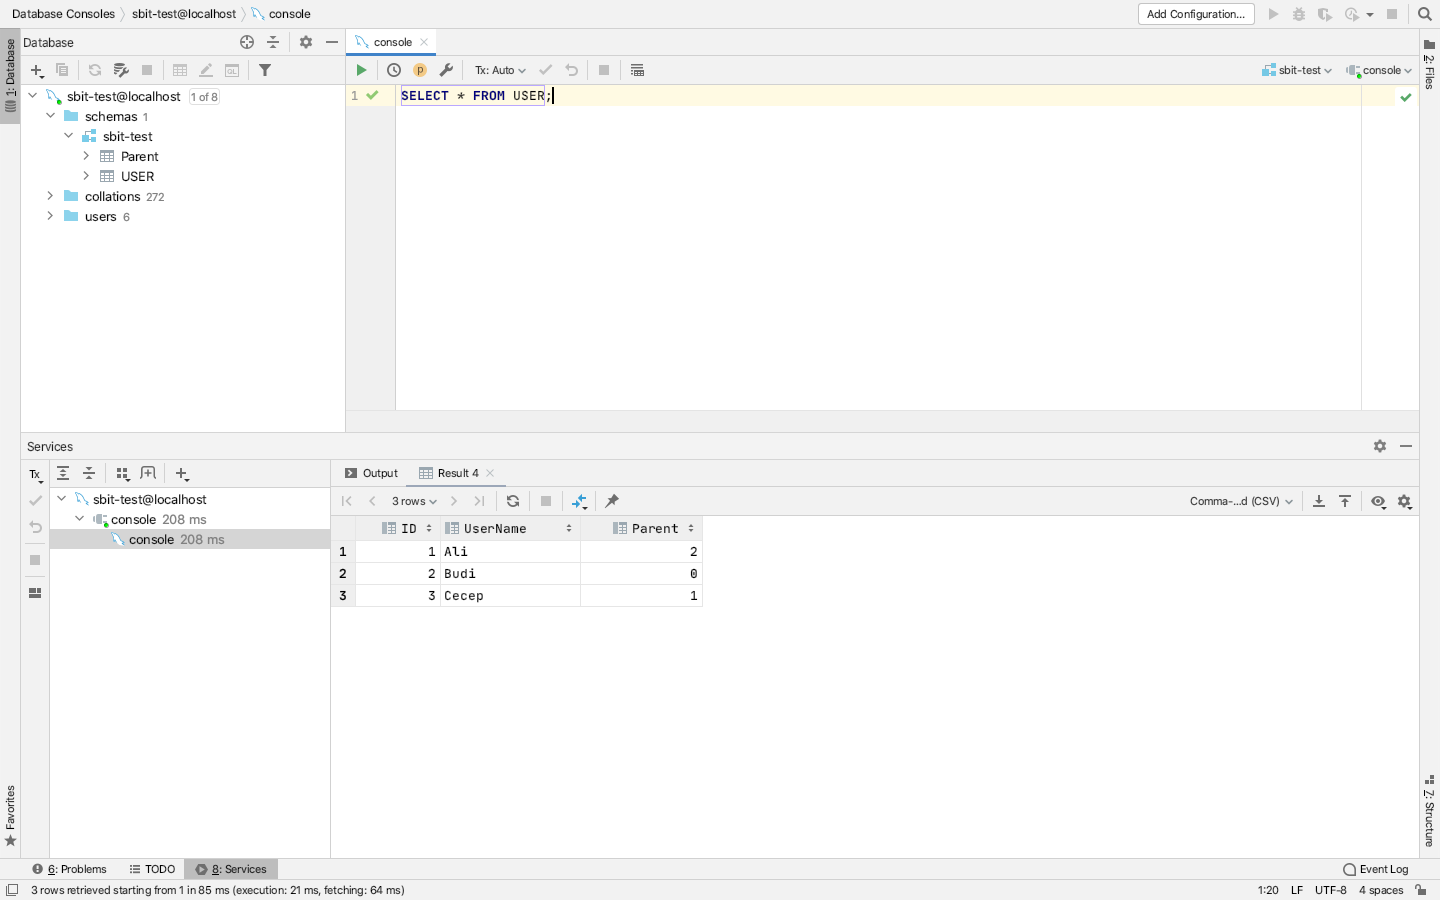 Database Consoles sbit-test@localhost console
Add Configuration...
1: Database
Database
console
Tx: Auto
sbit-test console
2: Files
sbit-test@localhost 1 of 8
schemas 1
sbit-test
Parent
USER
collations 272
users 6
1 SELECT * FROM USER;
Services
Tx
sbit-test@localhost
console 208 ms
console 208 ms
Output Result 4
3 rows
Comma-...d (CSV)
ID UserName Parent
1 1 Ali 2
2 2 Budi 0
3 3 Cecep 1
Favorites
7: Structure
6: Problems TODO 8: Services
Event Log
3 rows retrieved starting from 1 in 85 ms (execution: 21 ms, fetching: 64 ms)
1:20 LF UTF-8 4 spaces